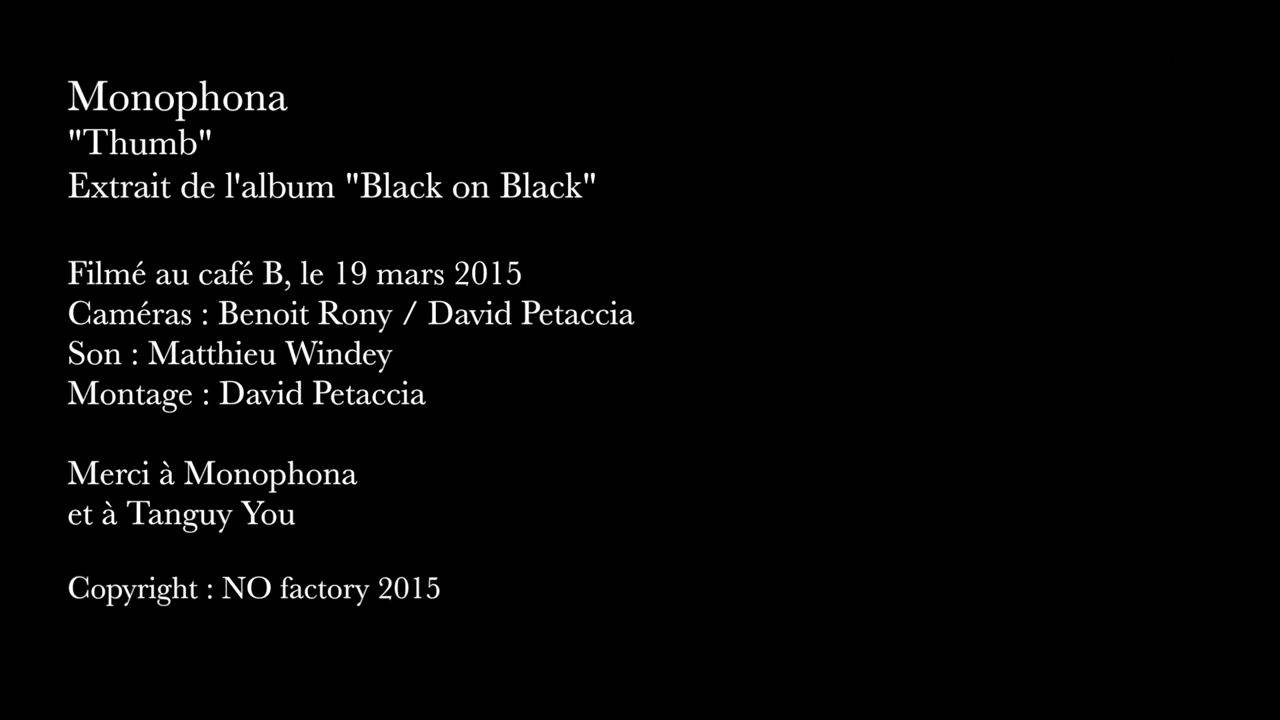 Monophona
"Thumb"
Extrait de l'album "Black on Black"
Filmé au café B, le 19 mars 2015
Caméras : Benoit Rony / David Petaccia
Son : Matthieu Windey
Montage : David Petaccia
Merci à Monophona
et à Tanguy You
Copyright : NO factory 2015